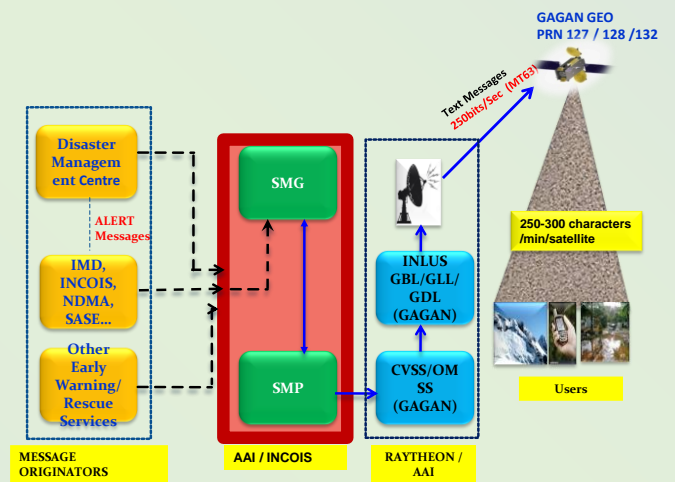 GAGAN GEO
PRN 127 / 128 /132
Text Messages
250bits/Sec (MT63)
Disaster
Managem
ent Centre
ALERT
Messages
IMD,
INCOIS,
NDMA,
SASE...
Other
Early
Warning/
Rescue
Services
MESSAGE
ORIGINATORS
SMG
SMP
AAI / INCOIS
INLUS
GBL/GLL/
GDL
(GAGAN)
CVSS/OM
SS
(GAGAN)
RAYTHEON /
AAI
250-300 characters
/min/satellite
Users